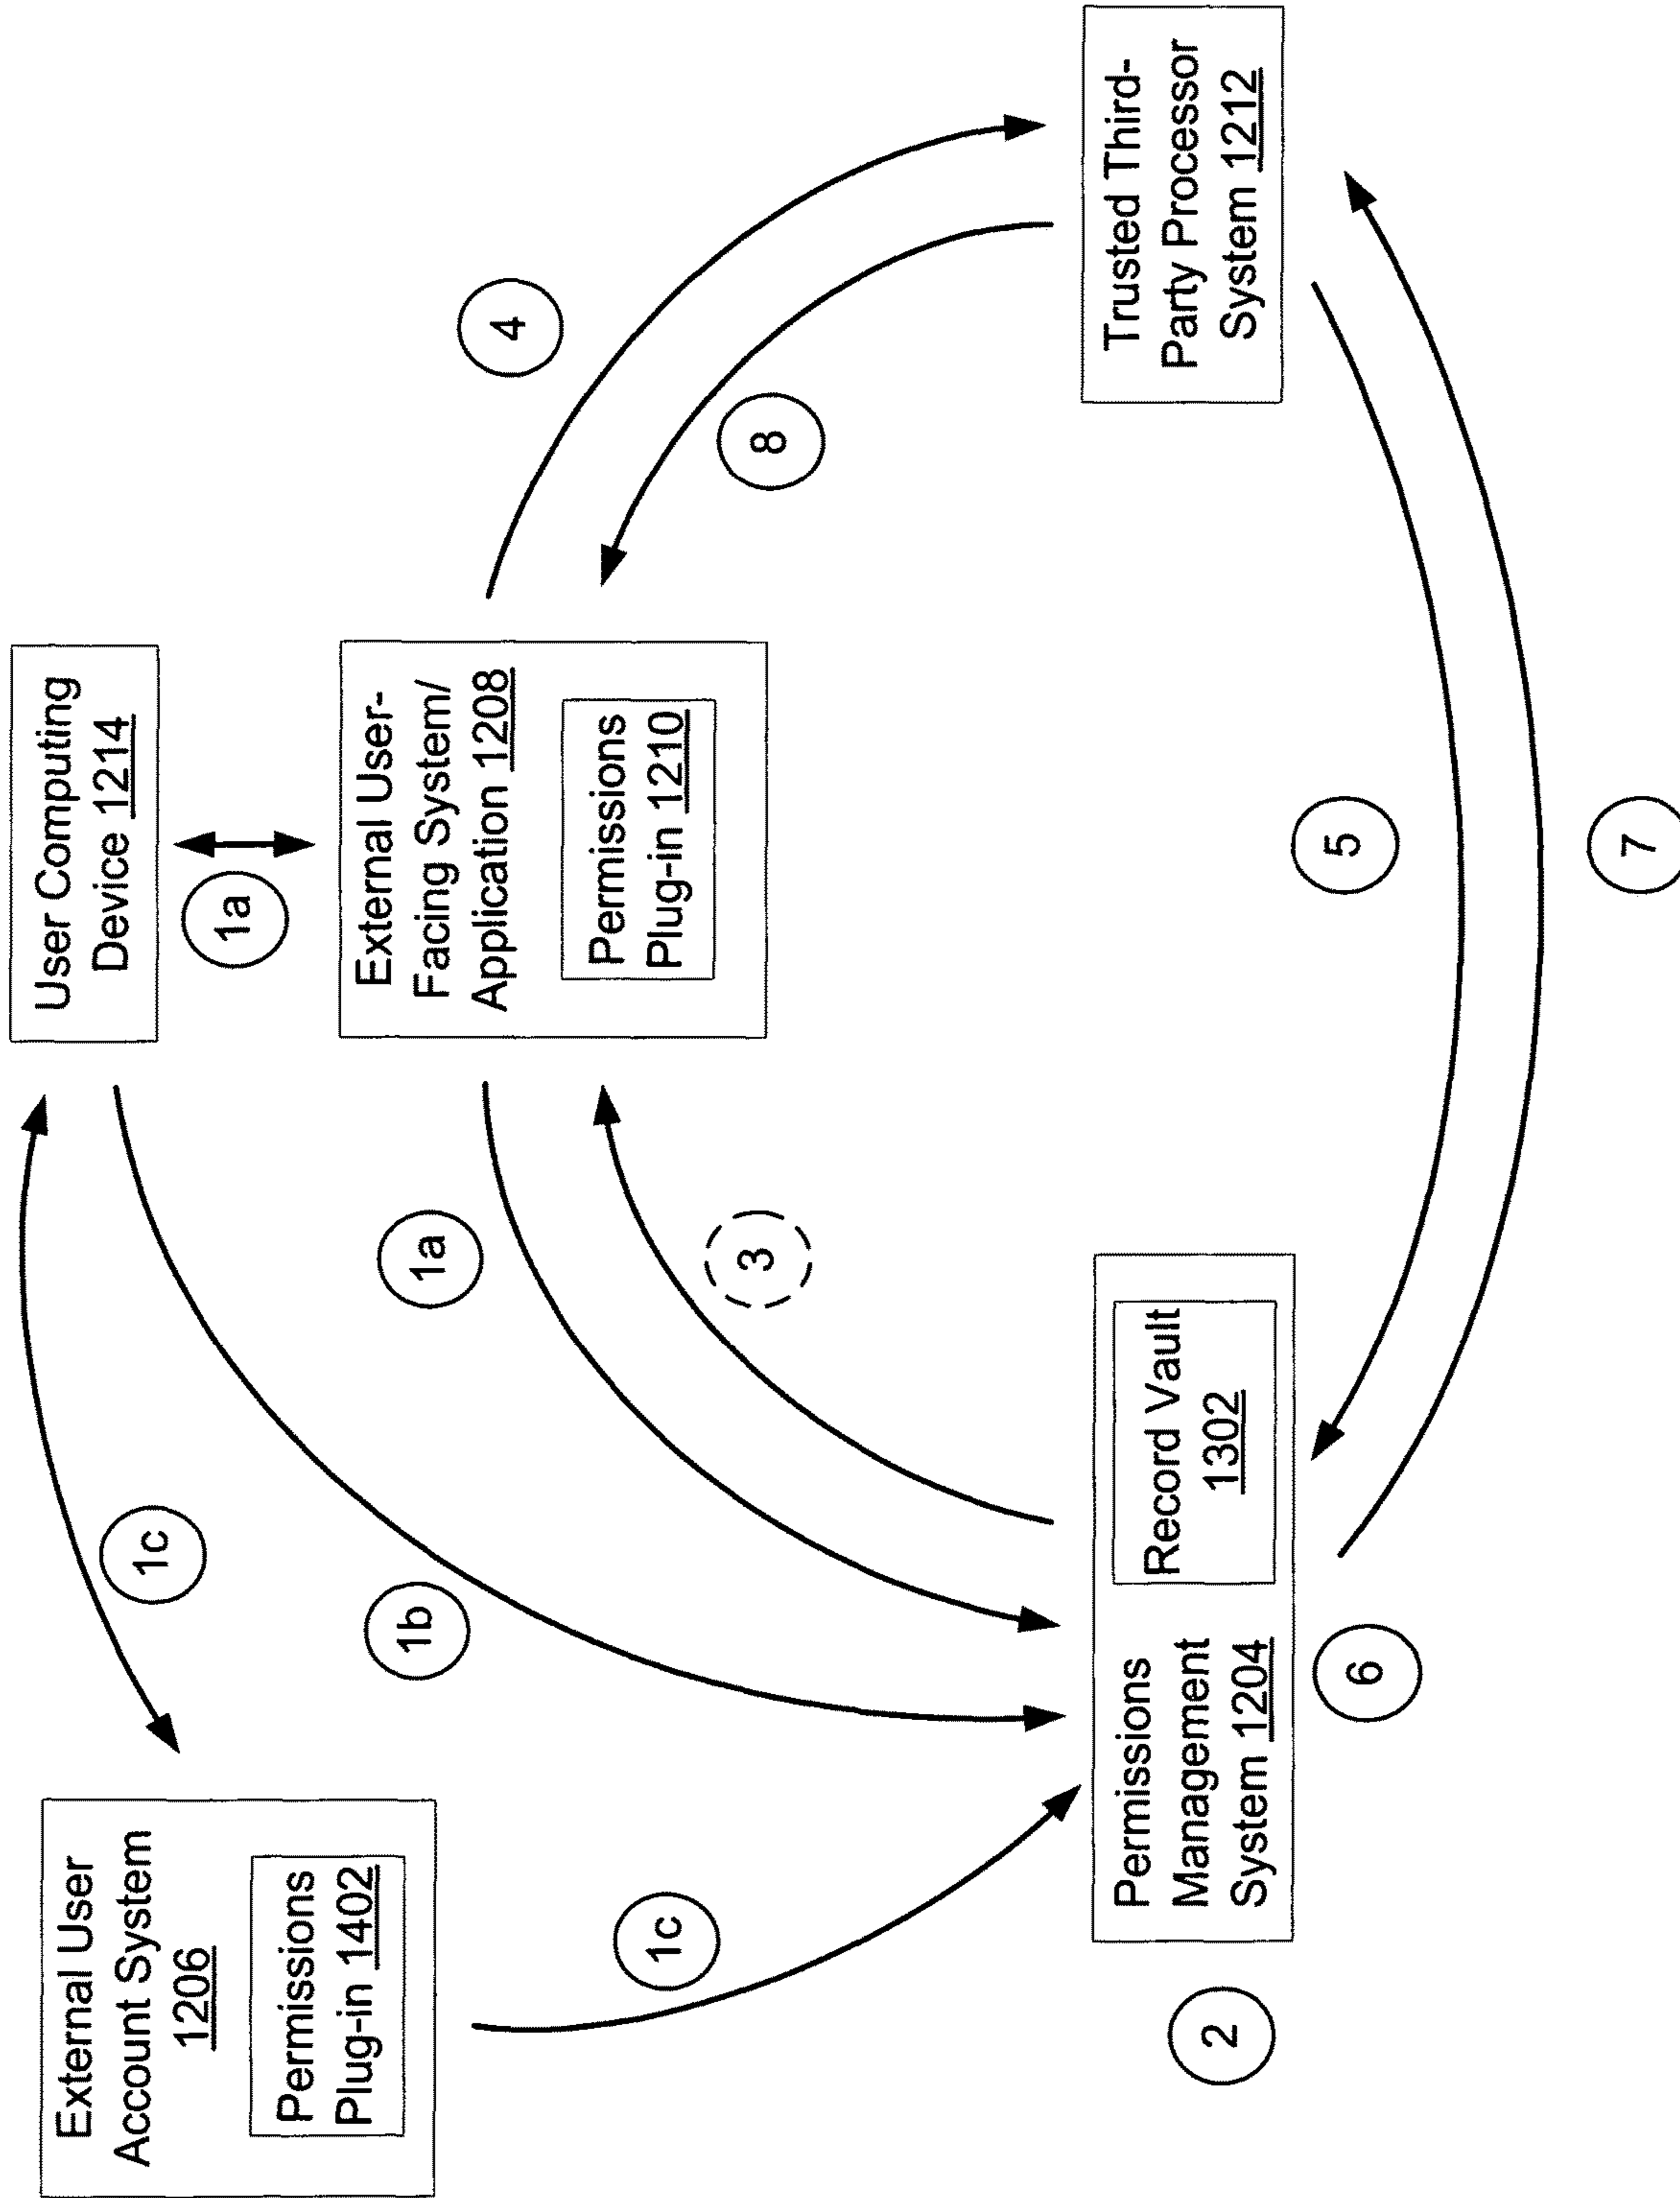 External User
Account System
1206
Permissions
Plug-in 1402
1c
1c
1b
User Computing
Device 1214
1a
External User-
Facing System/
Application 1208
Permissions
Plug-in 1210
1a
3
4
8
Permissions
Management
System 1204
Record Vault
1302
2
6
Trusted Third-
Party Processor
System 1212
5
7